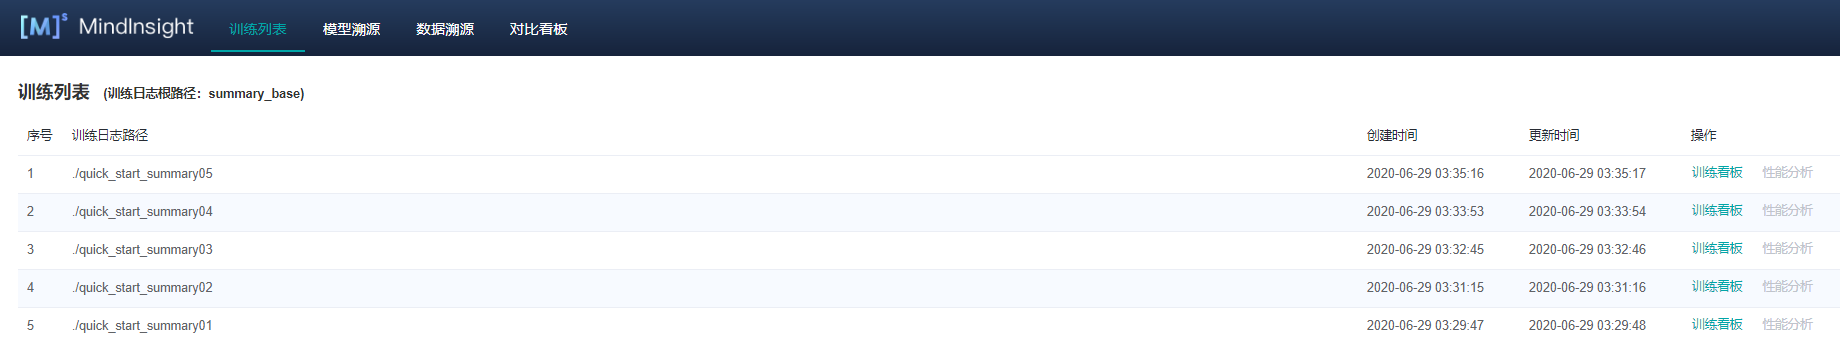 [M]s MindInsight 训练列表 模型溯源 数据溯源 对比看板
训练列表 (训练日志根路径：summary_base)
序号 训练日志路径 创建时间 更新时间 操作
1 ./quick_start_summary05 2020-06-29 03:35:16 2020-06-29 03:35:17 训练看板 性能分析
2 ./quick_start_summary04 2020-06-29 03:33:53 2020-06-29 03:33:54 训练看板 性能分析
3 ./quick_start_summary03 2020-06-29 03:32:45 2020-06-29 03:32:46 训练看板 性能分析
4 ./quick_start_summary02 2020-06-29 03:31:15 2020-06-29 03:31:16 训练看板 性能分析
5 ./quick_start_summary01 2020-06-29 03:29:47 2020-06-29 03:29:48 训练看板 性能分析